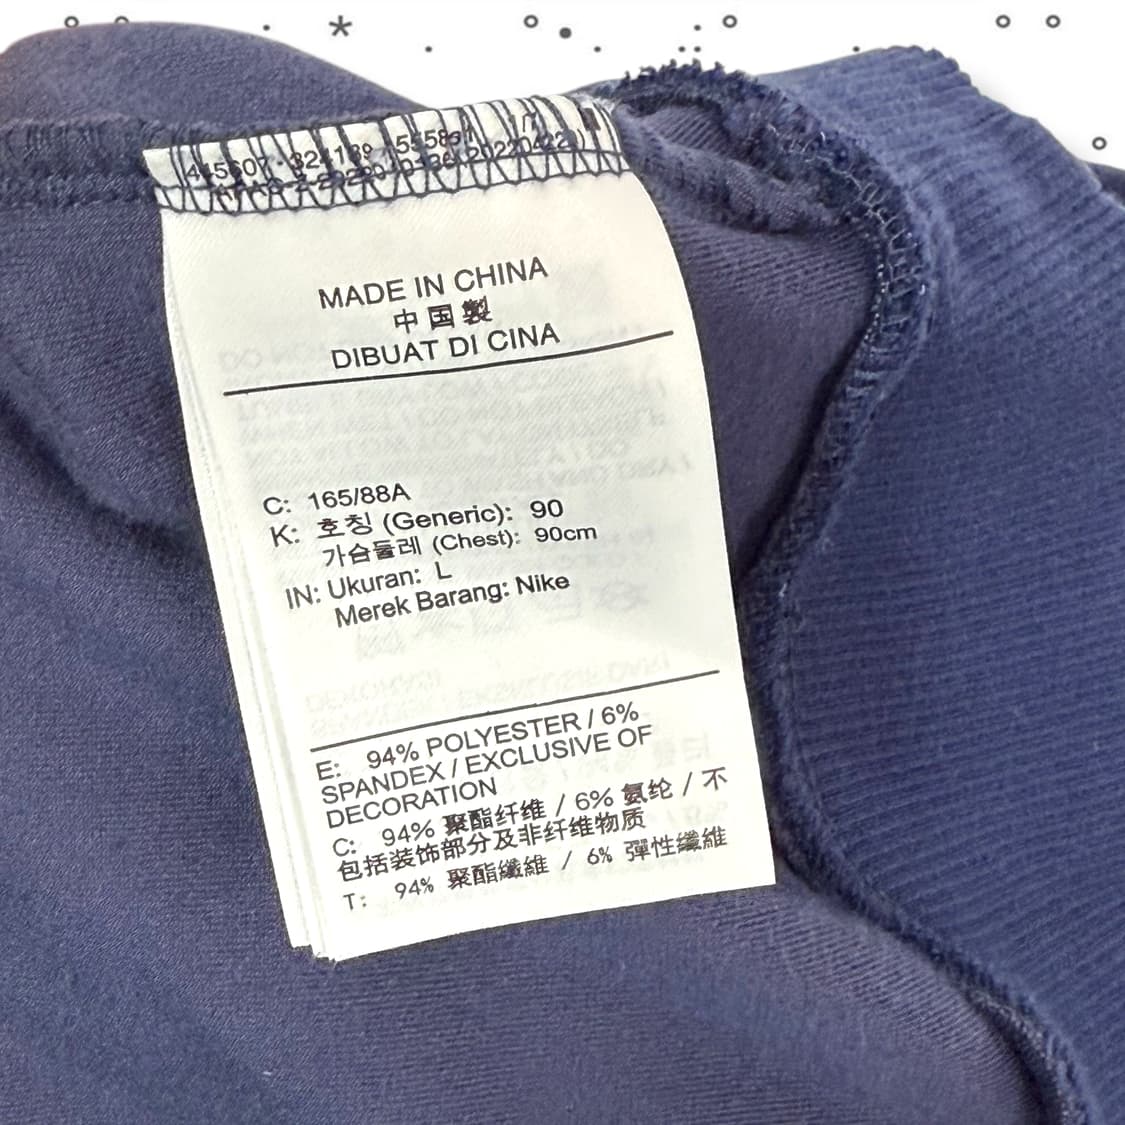 MADE IN CHINA
中国製
DIBUAT DI CINA
C: 165/88A
K: 호칭 (Generic): 90
가슴둘레 (Chest): 90cm
IN: Ukuran: L
Merek Barang: Nike
E: 94% POLYESTER / 6%
SPANDEX / EXCLUSIVE OF
DECORATION
C: 94% 聚酯纤维 / 6% 氨纶 / 不
包括装饰部分及非纤维物质
T: 94% 聚酯纖維 / 6% 彈性纖維